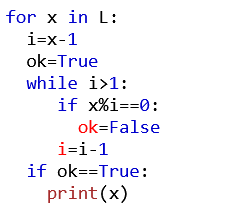 for x in L:
  i=x-1
  ok=True
  while i>1:
     if x%i==0:
       ok=False
     i=i-1
  if ok==True:
    print(x)